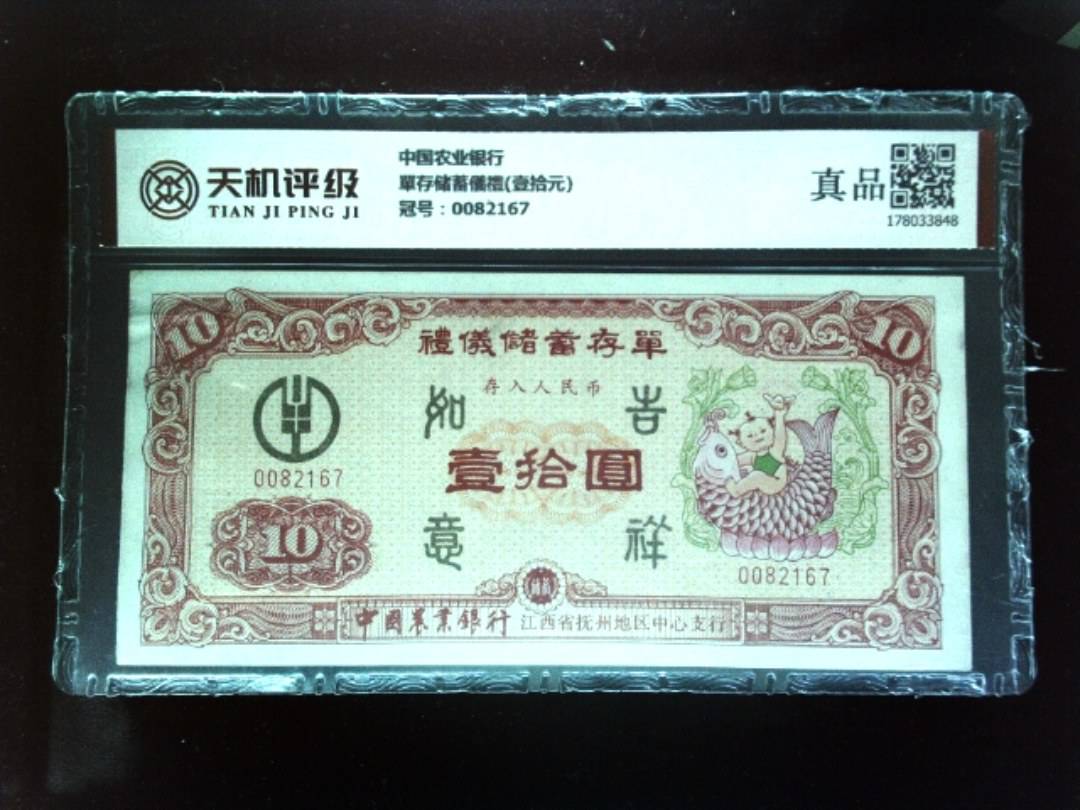 天机评级
TIAN JI PING JI
中国农业银行
單存储蓄儀禮(壹拾元)
冠号：0082167
真品
178033848
10
10
禮儀儲蓄存單
存入人民币
如 吉
壹拾圓
意 祥
0082167
10
0082167
中國農業銀行 江西省抚州地区中心支行